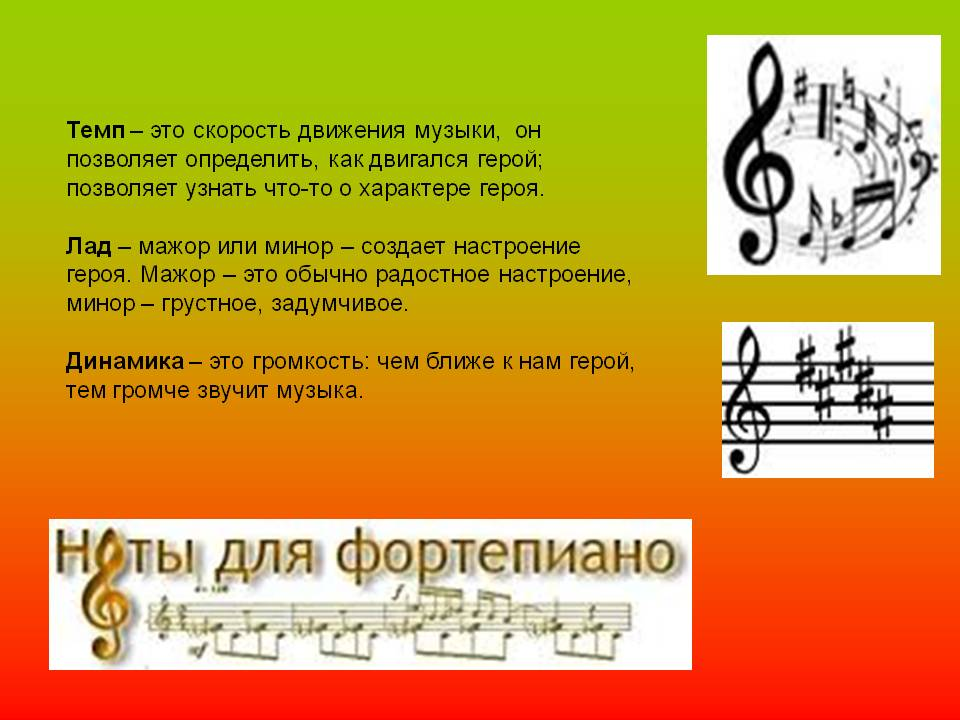 Темп – это скорость движения музыки, он
позволяет определить, как двигался герой;
позволяет узнать что-то о характере героя.
Лад – мажор или минор – создает настроение
героя. Мажор – это обычно радостное настроение,
минор – грустное, задумчивое.
Динамика – это громкость: чем ближе к нам герой,
тем громче звучит музыка.
Ноты для фортепиано
f
mf